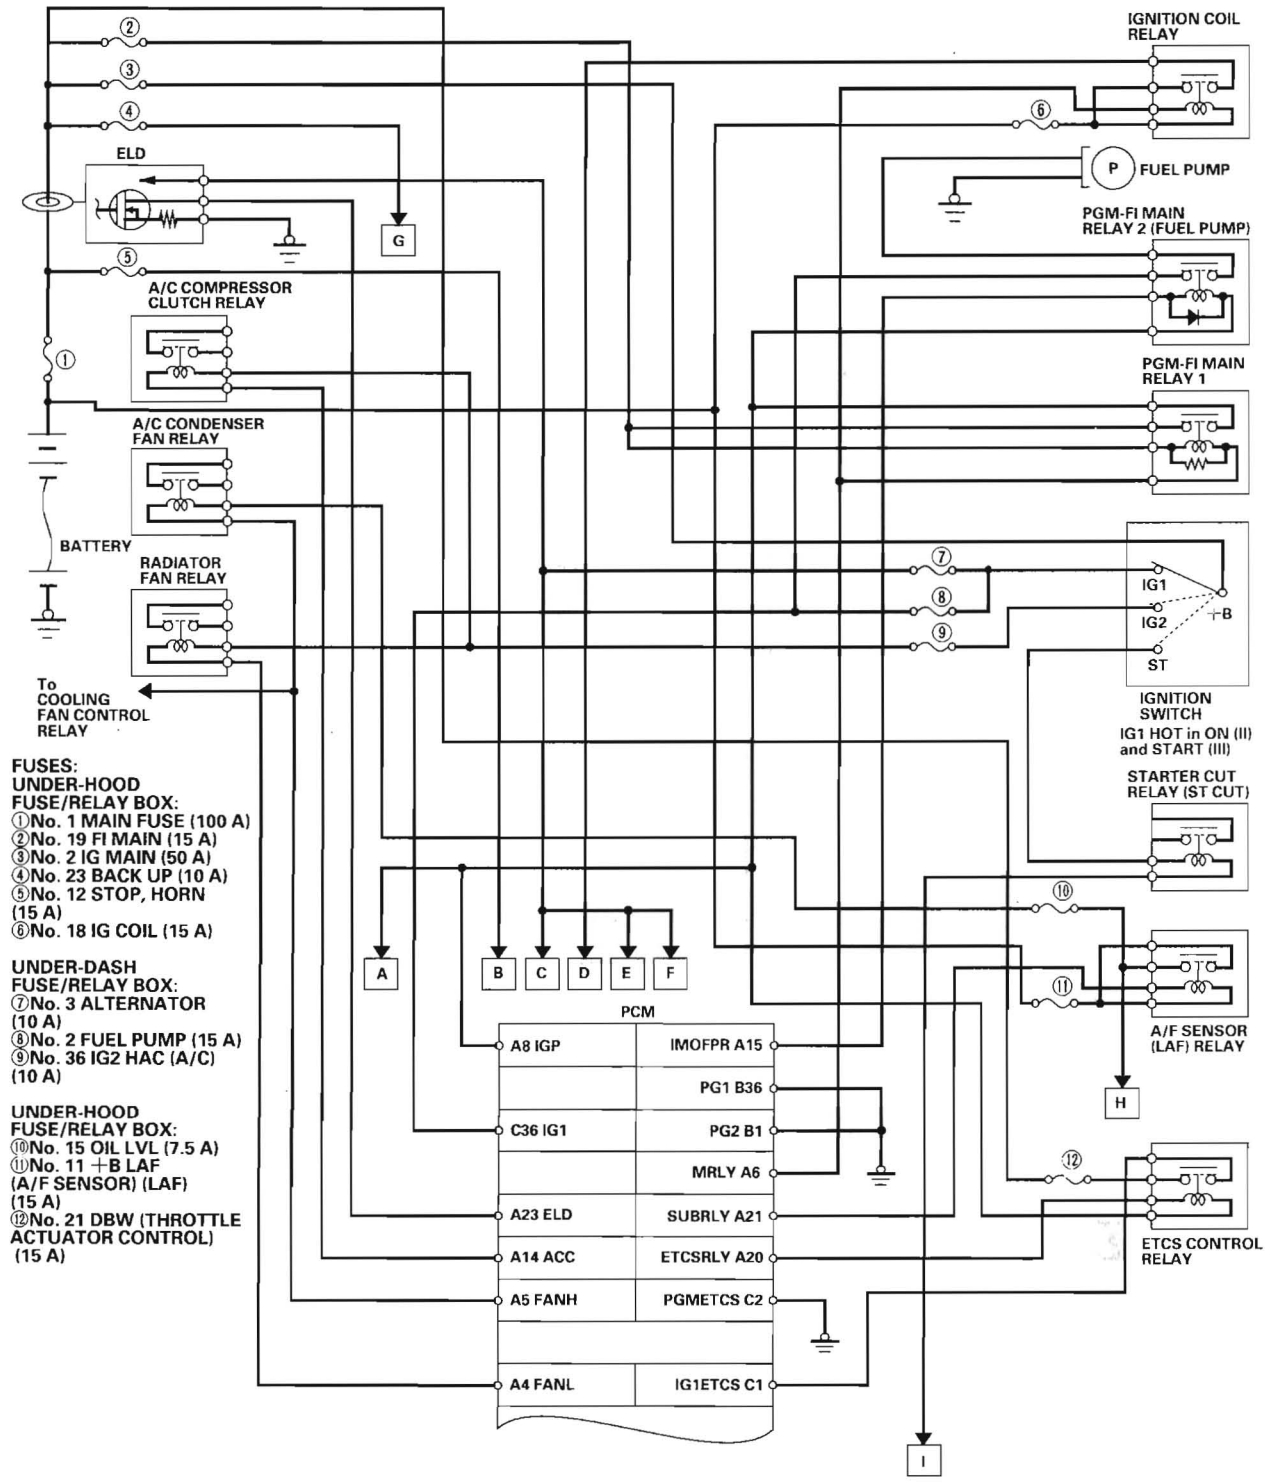 IGNITION COIL
RELAY
②
③
④
⑥
ELD
P
FUEL PUMP
PGM-FI MAIN
RELAY 2 (FUEL PUMP)
G
⑤
A/C COMPRESSOR
CLUTCH RELAY
①
PGM-FI MAIN
RELAY 1
A/C CONDENSER
FAN RELAY
BATTERY
RADIATOR
FAN RELAY
⑦
⑧
⑨
IG1
IG2
+B
ST
IGNITION
SWITCH
IG1 HOT in ON (II)
and START (III)
To
COOLING
FAN CONTROL
RELAY
STARTER CUT
RELAY (ST CUT)
FUSES:
UNDER-HOOD
FUSE/RELAY BOX:
①No. 1 MAIN FUSE (100 A)
②No. 19 FI MAIN (15 A)
③No. 2 IG MAIN (50 A)
④No. 23 BACK UP (10 A)
⑤No. 12 STOP, HORN
(15 A)
⑥No. 18 IG COIL (15 A)
UNDER-DASH
FUSE/RELAY BOX:
⑦No. 3 ALTERNATOR
(10 A)
⑧No. 2 FUEL PUMP (15 A)
⑨No. 36 IG2 HAC (A/C)
(10 A)
UNDER-HOOD
FUSE/RELAY BOX:
⑩No. 15 OIL LVL (7.5 A)
⑪No. 11 +B LAF
(A/F SENSOR) (LAF)
(15 A)
⑫No. 21 DBW (THROTTLE
ACTUATOR CONTROL)
(15 A)
⑩
⑪
A B C D E F
A/F SENSOR
(LAF) RELAY
H
PCM
A8 IGP IMOFPR A15
PG1 B36
C36 IG1 PG2 B1
MRLY A6
A23 ELD SUBRLY A21
A14 ACC ETCSRLY A20
A5 FANH PGMETCS C2
A4 FANL IG1ETCS C1
⑫
ETCS CONTROL
RELAY
I